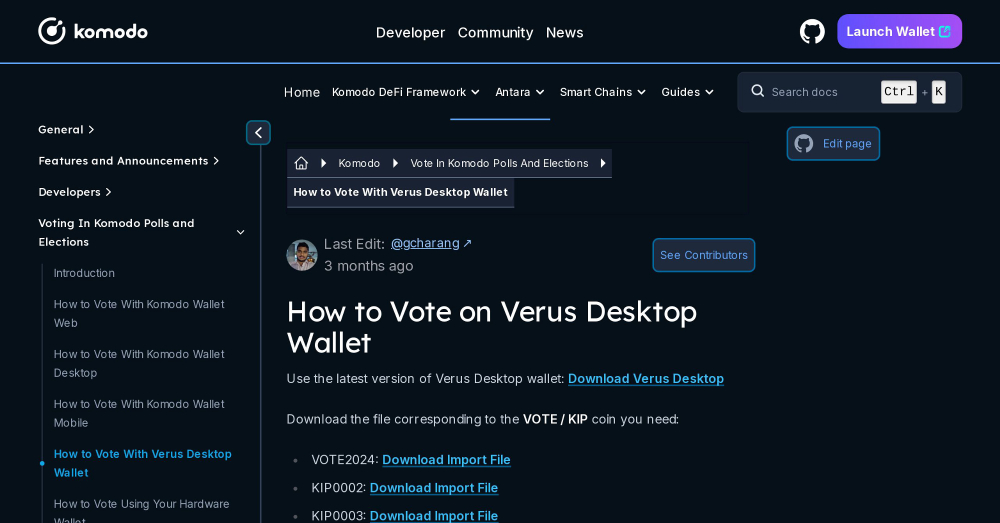 komodo
Developer Community News
Launch Wallet
Home Komodo DeFi Framework Antara Smart Chains Guides
Search docs Ctrl + K
General
Features and Announcements
Developers
Voting In Komodo Polls and
Elections
Introduction
How to Vote With Komodo Wallet
Web
How to Vote With Komodo Wallet
Desktop
How to Vote With Komodo Wallet
Mobile
How to Vote With Verus Desktop
Wallet
How to Vote Using Your Hardware
Wallet
Komodo Vote In Komodo Polls And Elections
How to Vote With Verus Desktop Wallet
Edit page
Last Edit: @gcharang ↗
3 months ago
See Contributors
How to Vote on Verus Desktop
Wallet
Use the latest version of Verus Desktop wallet: Download Verus Desktop
Download the file corresponding to the VOTE / KIP coin you need:
VOTE2024: Download Import File
KIP0002: Download Import File
KIP0003: Download Import File